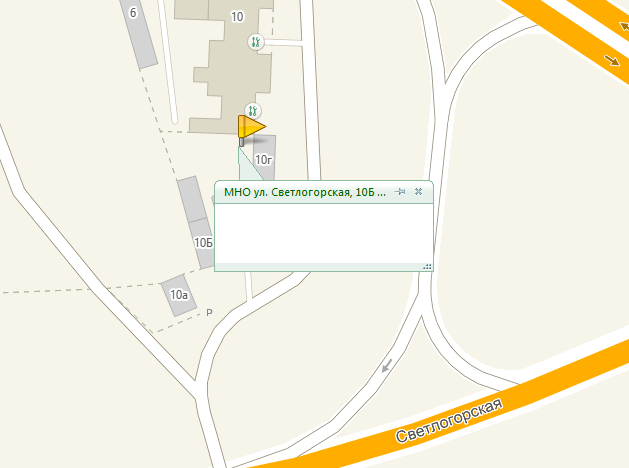 6
10
10г
МНО ул. Светлогорская, 10Б ...
10Б
10а
P
Светлогорская